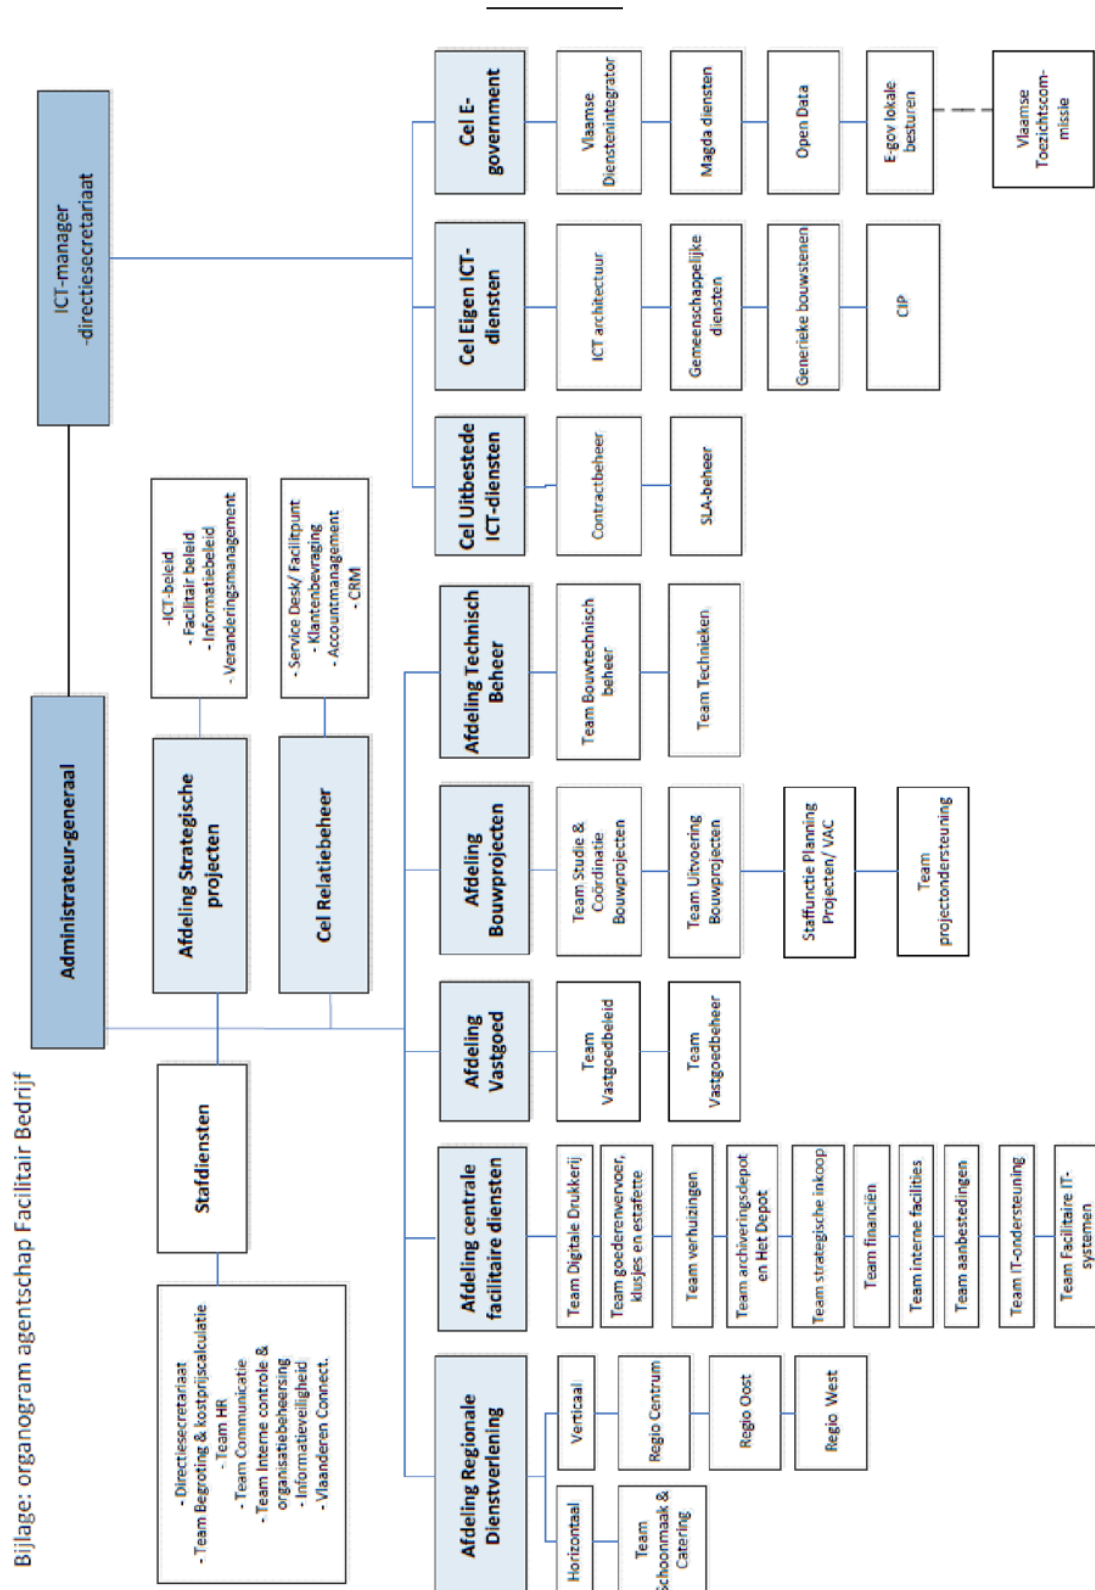 Bijlage: organogram agentschap Facilitair Bedrijf
Administrateur-generaal
ICT-manager
-directiesecretariaat
Stafdiensten
- Directiesecretariaat
- Team Begroting & kostprijscalculatie
- Team HR
- Team Communicatie
- Team Interne controle &
organisatiebeheersing
- Informatieveiligheid
- Vlaanderen Connect.
Afdeling Strategische
projecten
-ICT-beleid
- Facilitair beleid
- Informatiebeleid
- Veranderingsmanagement
Cel Relatiebeheer
- Service Desk/ Facilitpunt
- Klantenbevraging
- Accountmanagement
- CRM
Afdeling Regionale
Dienstverlening
Horizontaal
Team
Schoonmaak &
Catering
Verticaal
Regio Centrum
Regio Oost
Regio West
Afdeling centrale
facilitaire diensten
Team Digitale Drukkerij
Team goederenvervoer,
klusjes en estafette
Team verhuizingen
Team archiveringsdepot
en Het Depot
Team strategische inkoop
Team financiën
Team interne facilities
Team aanbestedingen
Team IT-ondersteuning
Team Facilitaire IT-
systemen
Afdeling
Vastgoed
Team
Vastgoedbeleid
Team
Vastgoedbeheer
Afdeling
Bouwprojecten
Team Studie &
Coördinatie
Bouwprojecten
Team Uitvoering
Bouwprojecten
Staffunctie Planning
Projecten/ VAC
Team
projectondersteuning
Afdeling Technisch
Beheer
Team Bouwtechnisch
beheer
Team Technieken
Cel Uitbestede
ICT-diensten
Contractbeheer
SLA-beheer
Cel Eigen ICT-
diensten
ICT architectuur
Gemeenschappelijke
diensten
Generieke bouwstenen
CIP
Cel E-
government
Vlaamse
Dienstenintegrator
Magda diensten
Open Data
E-gov lokale
besturen
Vlaamse
Toezichtscom-
missie